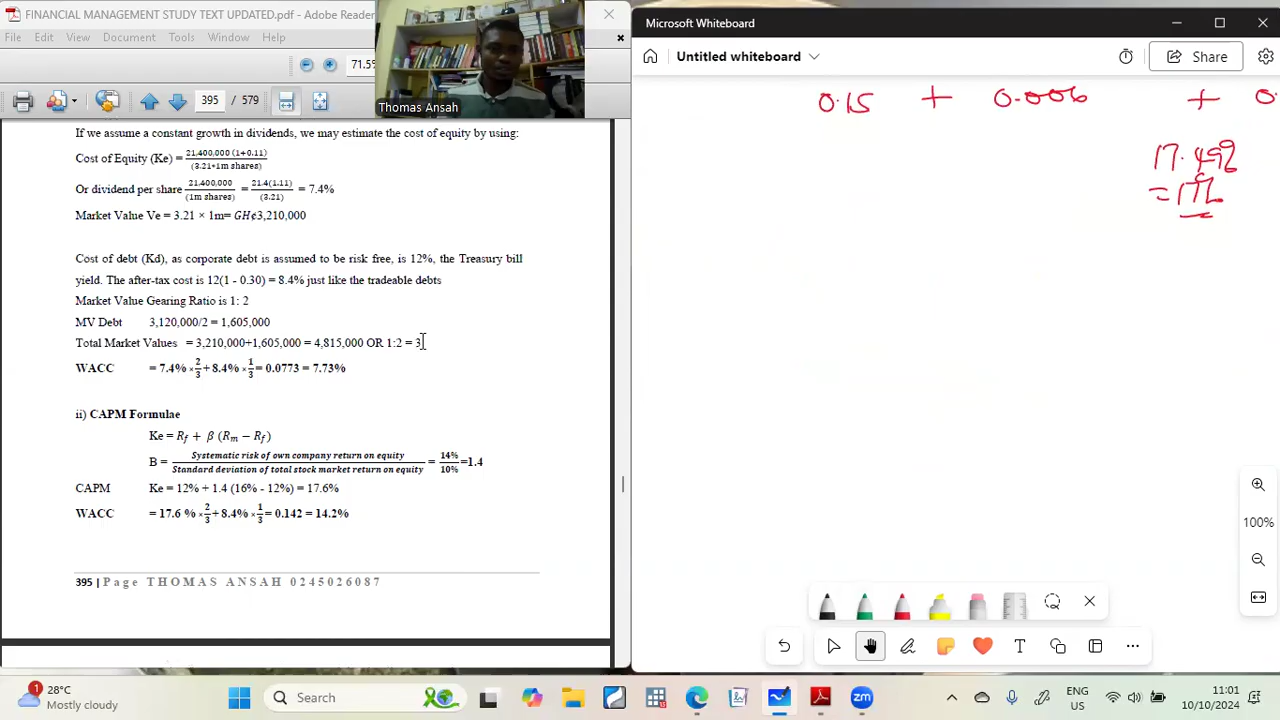 FINANCIAL MANAGEMENT STUDY TEXT UPDATED.pdf - Adobe Reader
File View Document Tools Window Help
395 / 579
71.5%
Thomas Ansah
If we assume a constant growth in dividends, we may estimate the cost of equity by using:
Cost of Equity (Ke) = 21,400,000 (1+0.11) / (3.21*1m shares)
Or dividend per share 21,400,000 / (1m shares) = 21.4(1.11) / (3.21) = 7.4%
Market Value Ve = 3.21 × 1m= GH¢3,210,000
Cost of debt (Kd), as corporate debt is assumed to be risk free, is 12%, the Treasury bill
yield. The after-tax cost is 12(1 - 0.30) = 8.4% just like the tradeable debts
Market Value Gearing Ratio is 1: 2
MV Debt 3,120,000/2 = 1,605,000
Total Market Values = 3,210,000+1,605,000 = 4,815,000 OR 1:2 = 3
WACC = 7.4% × 2/3 + 8.4% × 1/3 = 0.0773 = 7.73%
ii) CAPM Formulae
Ke = Rf + β (Rm − Rf)
B = Systematic risk of own company return on equity / Standard deviation of total stock market return on equity = 14% / 10% =1.4
CAPM Ke = 12% + 1.4 (16% - 12%) = 17.6%
WACC = 17.6 % × 2/3 + 8.4% × 1/3 = 0.142 = 14.2%
395 | Page THOMAS ANSAH 0245026087
Microsoft Whiteboard
Untitled whiteboard
Share
0.15 + 0.006 + 0.
17.49%
100%
28°C
Mostly cloudy
Search
ENG
US
11:01
10/10/2024